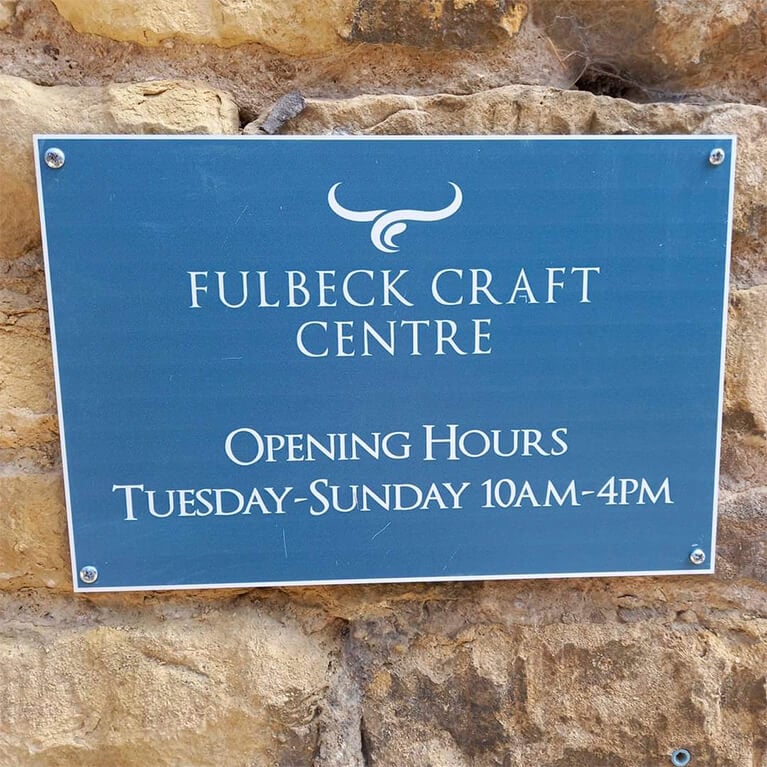 FULBECK CRAFT
CENTRE
OPENING HOURS
TUESDAY-SUNDAY 10AM-4PM